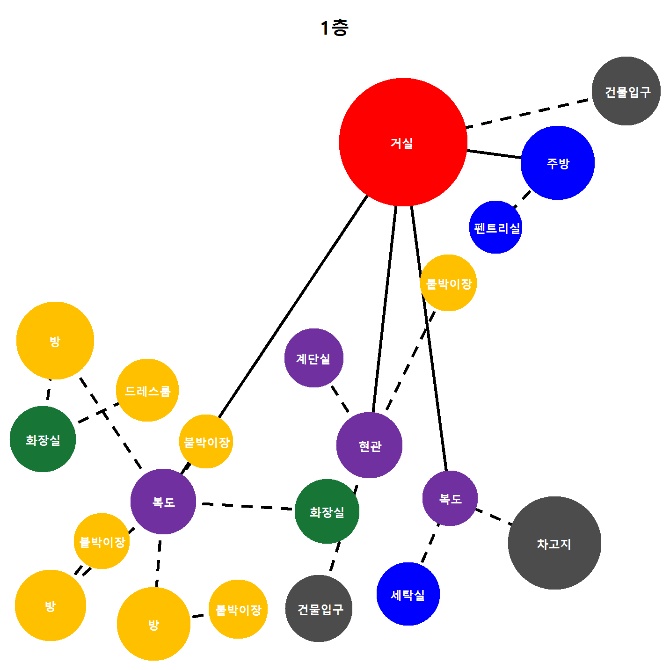 1층
건물입구
거실
주방
펜트리실
붙박이장
방
계단실
드레스룸
화장실
붙박이장
현관
복도
복도
화장실
붙박이장
차고지
방
세탁실
건물입구
방
붙박이장